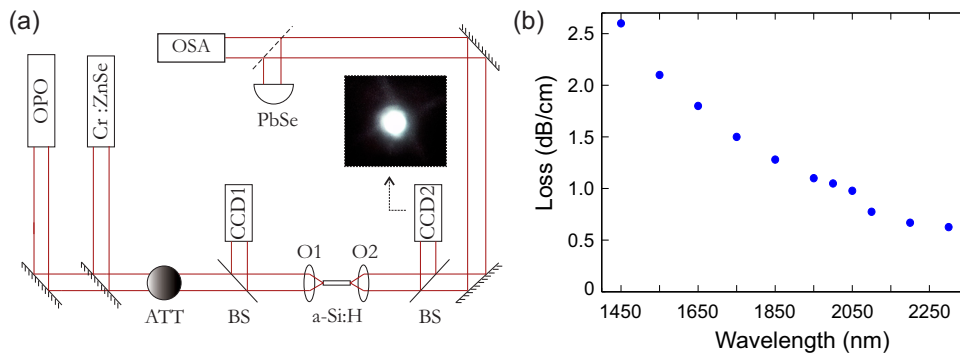 (a)
OSA
PbSe
OPO
Cr :ZnSe
CCD1
CCD2
O1
O2
ATT
BS
a-Si:H
BS
(b)
Loss (dB/cm)
2.5
2.0
1.5
1.0
0.5
0
1450
1650
1850
2050
2250
Wavelength (nm)